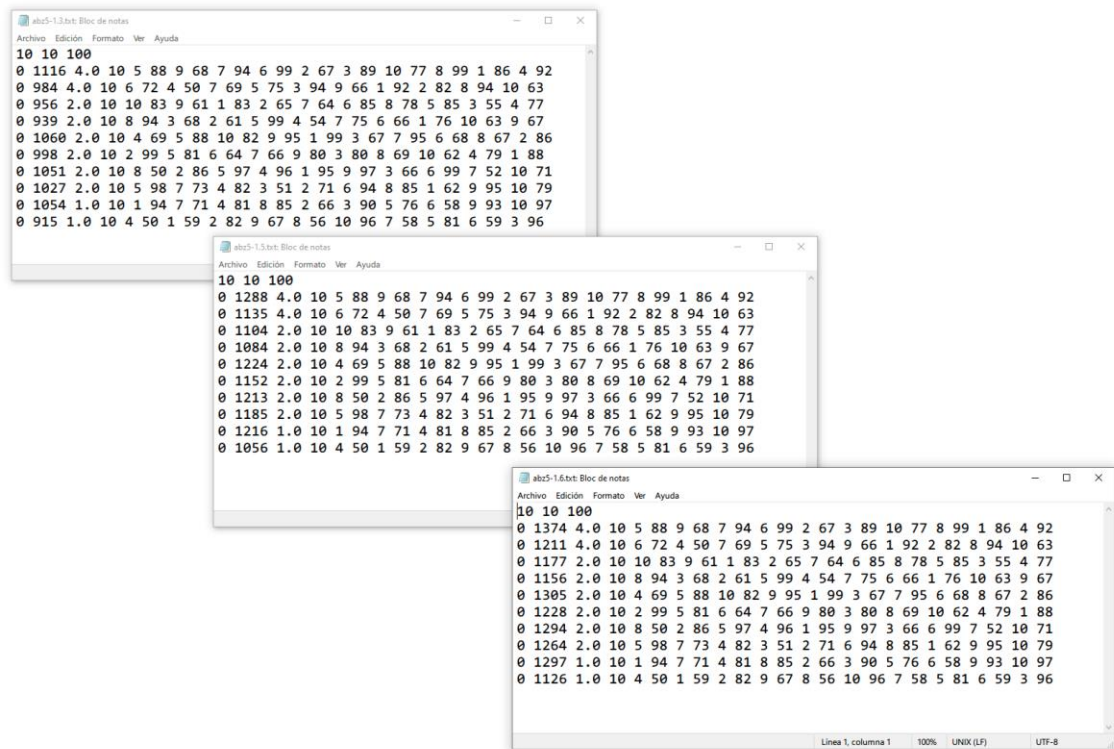 abz5-1.3.txt: Bloc de notas
Archivo Edición Formato Ver Ayuda
10 10 100
0 1116 4.0 10 5 88 9 68 7 94 6 99 2 67 3 89 10 77 8 99 1 86 4 92
0 984 4.0 10 6 72 4 50 7 69 5 75 3 94 9 66 1 92 2 82 8 94 10 63
0 956 2.0 10 10 83 9 61 1 83 2 65 7 64 6 85 8 78 5 85 3 55 4 77
0 939 2.0 10 8 94 3 68 2 61 5 99 4 54 7 75 6 66 1 76 10 63 9 67
0 1060 2.0 10 4 69 5 88 10 82 9 95 1 99 3 67 7 95 6 68 8 67 2 86
0 998 2.0 10 2 99 5 81 6 64 7 66 9 80 3 80 8 69 10 62 4 79 1 88
0 1051 2.0 10 8 50 2 86 5 97 4 96 1 95 9 97 3 66 6 99 7 52 10 71
0 1027 2.0 10 5 98 7 73 4 82 3 51 2 71 6 94 8 85 1 62 9 95 10 79
0 1054 1.0 10 1 94 7 71 4 81 8 85 2 66 3 90 5 76 6 58 9 93 10 97
0 915 1.0 10 4 50 1 59 2 82 9 67 8 56 10 96 7 58 5 81 6 59 3 96
abz5-1.5.txt: Bloc de notas
Archivo Edición Formato Ver Ayuda
10 10 100
0 1288 4.0 10 5 88 9 68 7 94 6 99 2 67 3 89 10 77 8 99 1 86 4 92
0 1135 4.0 10 6 72 4 50 7 69 5 75 3 94 9 66 1 92 2 82 8 94 10 63
0 1104 2.0 10 10 83 9 61 1 83 2 65 7 64 6 85 8 78 5 85 3 55 4 77
0 1084 2.0 10 8 94 3 68 2 61 5 99 4 54 7 75 6 66 1 76 10 63 9 67
0 1224 2.0 10 4 69 5 88 10 82 9 95 1 99 3 67 7 95 6 68 8 67 2 86
0 1152 2.0 10 2 99 5 81 6 64 7 66 9 80 3 80 8 69 10 62 4 79 1 88
0 1213 2.0 10 8 50 2 86 5 97 4 96 1 95 9 97 3 66 6 99 7 52 10 71
0 1185 2.0 10 5 98 7 73 4 82 3 51 2 71 6 94 8 85 1 62 9 95 10 79
0 1216 1.0 10 1 94 7 71 4 81 8 85 2 66 3 90 5 76 6 58 9 93 10 97
0 1056 1.0 10 4 50 1 59 2 82 9 67 8 56 10 96 7 58 5 81 6 59 3 96
abz5-1.6.txt: Bloc de notas
Archivo Edición Formato Ver Ayuda
10 10 100
0 1374 4.0 10 5 88 9 68 7 94 6 99 2 67 3 89 10 77 8 99 1 86 4 92
0 1211 4.0 10 6 72 4 50 7 69 5 75 3 94 9 66 1 92 2 82 8 94 10 63
0 1177 2.0 10 10 83 9 61 1 83 2 65 7 64 6 85 8 78 5 85 3 55 4 77
0 1156 2.0 10 8 94 3 68 2 61 5 99 4 54 7 75 6 66 1 76 10 63 9 67
0 1305 2.0 10 4 69 5 88 10 82 9 95 1 99 3 67 7 95 6 68 8 67 2 86
0 1228 2.0 10 2 99 5 81 6 64 7 66 9 80 3 80 8 69 10 62 4 79 1 88
0 1294 2.0 10 8 50 2 86 5 97 4 96 1 95 9 97 3 66 6 99 7 52 10 71
0 1264 2.0 10 5 98 7 73 4 82 3 51 2 71 6 94 8 85 1 62 9 95 10 79
0 1297 1.0 10 1 94 7 71 4 81 8 85 2 66 3 90 5 76 6 58 9 93 10 97
0 1126 1.0 10 4 50 1 59 2 82 9 67 8 56 10 96 7 58 5 81 6 59 3 96
Línea 1, columna 1 100% UNIX (LF) UTF-8